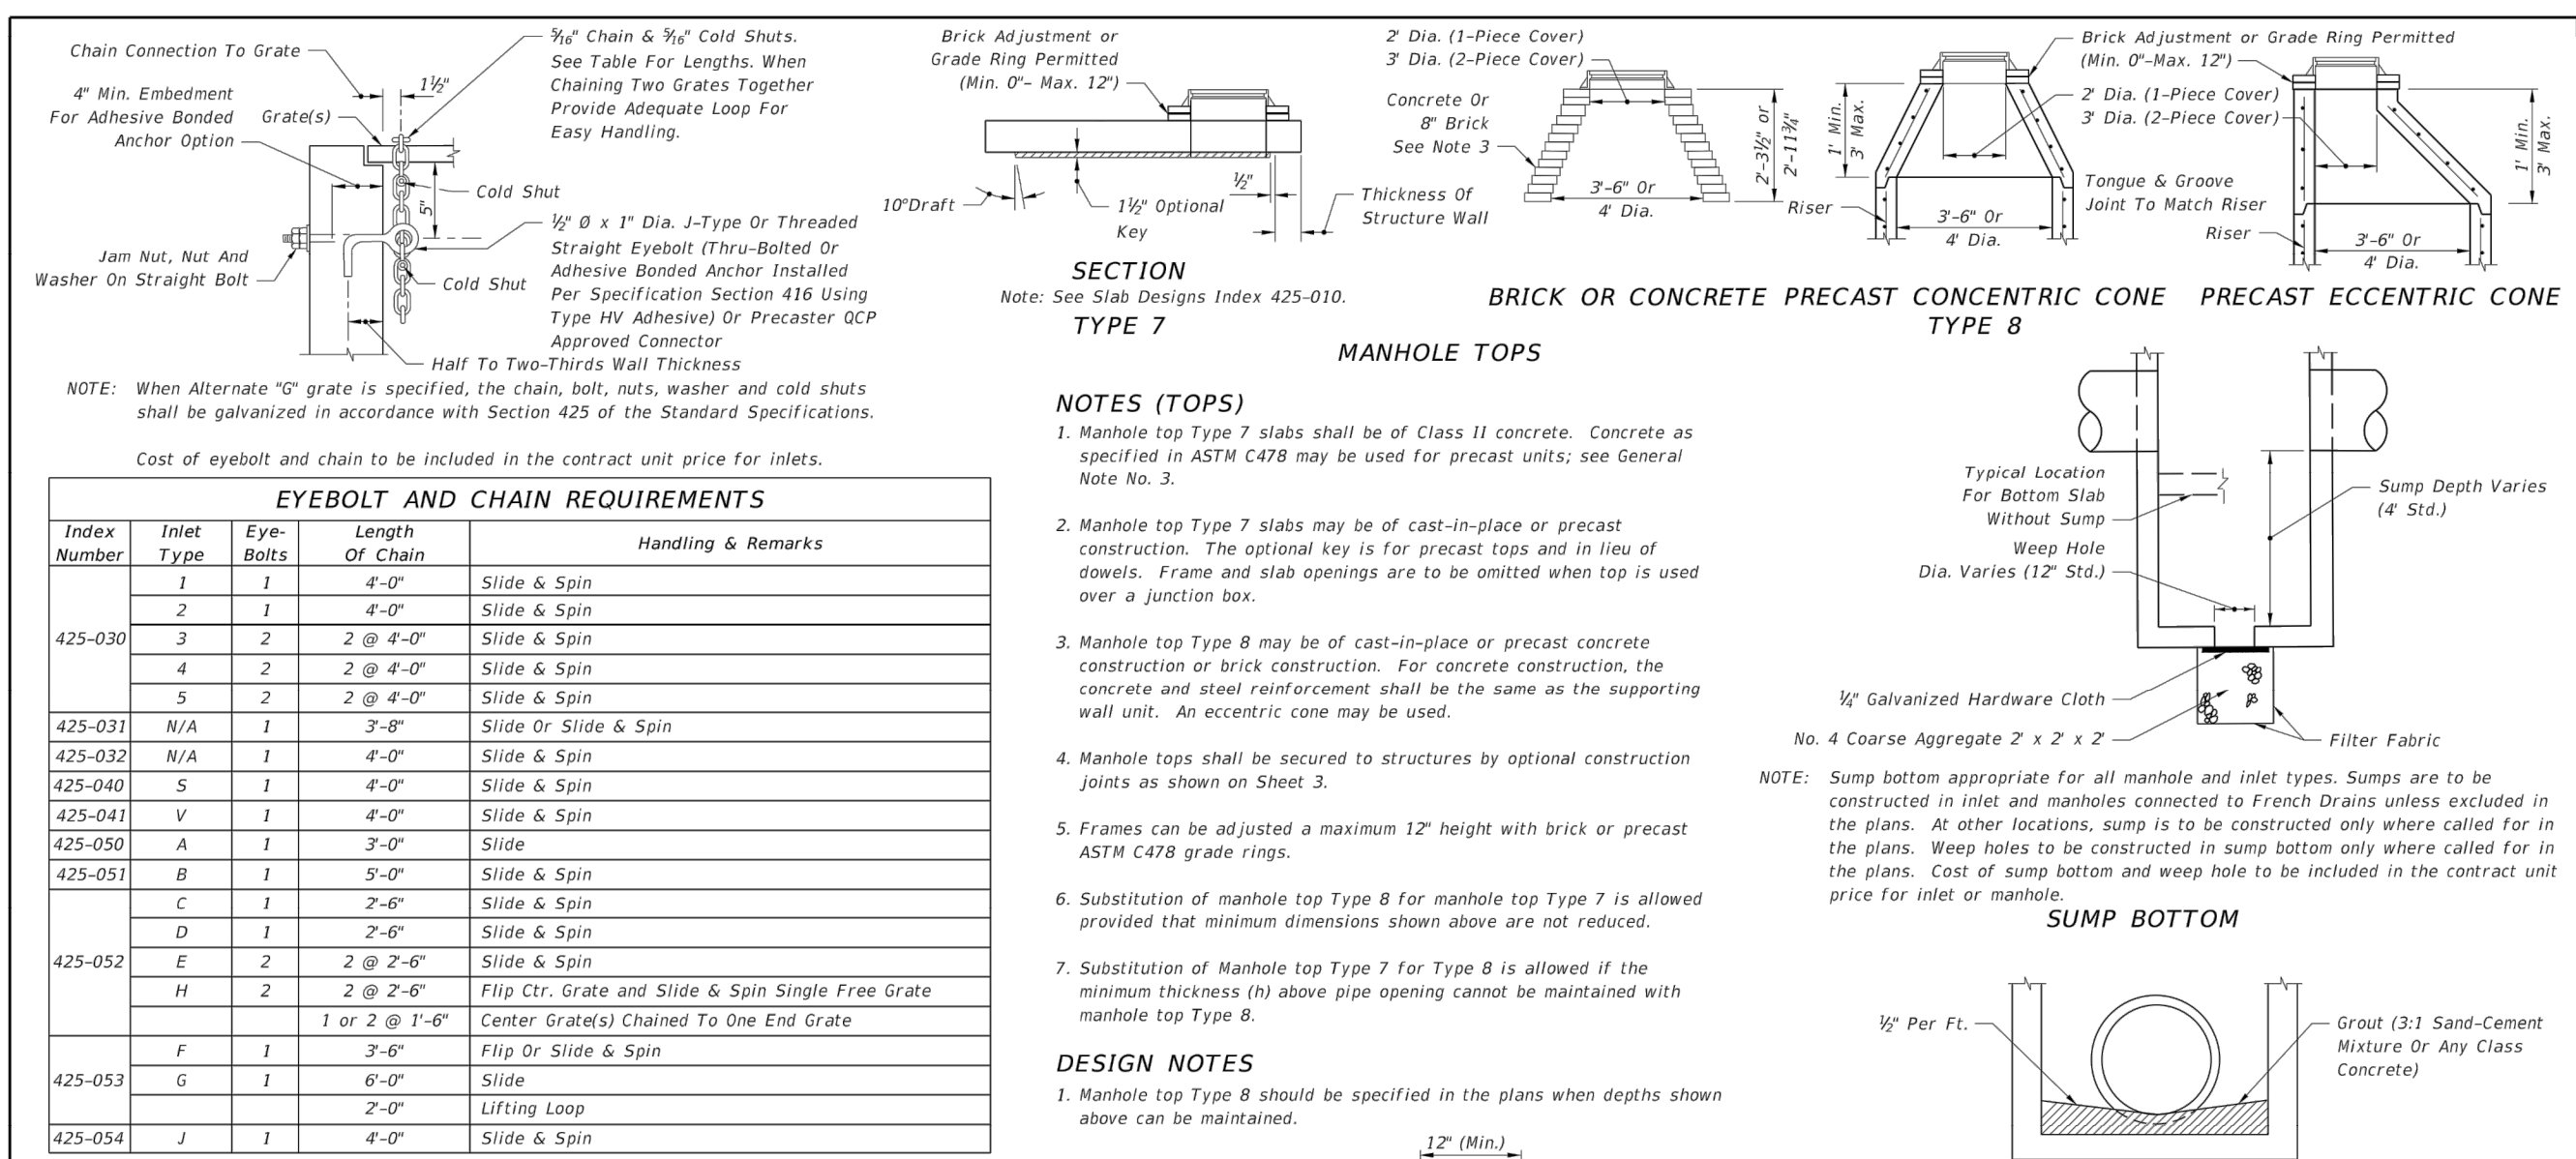 Chain Connection To Grate
4" Min. Embedment
For Adhesive Bonded
Anchor Option
Grate(s)
1½"
5"
5/16" Chain & 5/16" Cold Shuts.
See Table For Lengths. When
Chaining Two Grates Together
Provide Adequate Loop For
Easy Handling.
Cold Shut
½" Ø x 1" Dia. J-Type Or Threaded
Straight Eyebolt (Thru-Bolted Or
Adhesive Bonded Anchor Installed
Per Specification Section 416 Using
Type HV Adhesive) Or Precaster QCP
Approved Connector
Jam Nut, Nut And
Washer On Straight Bolt
Cold Shut
Half To Two-Thirds Wall Thickness
NOTE: When Alternate "G" grate is specified, the chain, bolt, nuts, washer and cold shuts
shall be galvanized in accordance with Section 425 of the Standard Specifications.
Cost of eyebolt and chain to be included in the contract unit price for inlets.
EYEBOLT AND CHAIN REQUIREMENTS
Index Number Inlet Type Eye-Bolts Length Of Chain Handling & Remarks
425-030
1 1 4'-0" Slide & Spin
2 1 4'-0" Slide & Spin
3 2 2 @ 4'-0" Slide & Spin
4 2 2 @ 4'-0" Slide & Spin
5 2 2 @ 4'-0" Slide & Spin
425-031 N/A 1 3'-8" Slide Or Slide & Spin
425-032 N/A 1 4'-0" Slide & Spin
425-040 S 1 4'-0" Slide & Spin
425-041 V 1 4'-0" Slide & Spin
425-050 A 1 3'-0" Slide
425-051 B 1 5'-0" Slide & Spin
425-052
C 1 2'-6" Slide & Spin
D 1 2'-6" Slide & Spin
E 2 2 @ 2'-6" Slide & Spin
H 2 2 @ 2'-6" Flip Ctr. Grate and Slide & Spin Single Free Grate
1 or 2 @ 1'-6" Center Grate(s) Chained To One End Grate
425-053
F 1 3'-6" Flip Or Slide & Spin
G 1 6'-0" Slide
2'-0" Lifting Loop
425-054 J 1 4'-0" Slide & Spin
Brick Adjustment or
Grade Ring Permitted
(Min. 0"- Max. 12")
10°Draft
1½" Optional
Key
½"
Thickness Of
Structure Wall
SECTION
Note: See Slab Designs Index 425-010.
TYPE 7
2' Dia. (1-Piece Cover)
3' Dia. (2-Piece Cover)
Concrete Or
8" Brick
See Note 3
3'-6" Or
4' Dia.
2'-3½" or
2'-11¾"
BRICK OR CONCRETE
1' Min.
3' Max.
Riser
3'-6" Or
4' Dia.
PRECAST CONCENTRIC CONE
Brick Adjustment or Grade Ring Permitted
(Min. 0"-Max. 12")
2' Dia. (1-Piece Cover)
3' Dia. (2-Piece Cover)
Tongue & Groove
Joint To Match Riser
Riser
3'-6" Or
4' Dia.
1' Min.
3' Max.
PRECAST ECCENTRIC CONE
TYPE 8
MANHOLE TOPS
NOTES (TOPS)
1. Manhole top Type 7 slabs shall be of Class II concrete. Concrete as
specified in ASTM C478 may be used for precast units; see General
Note No. 3.
2. Manhole top Type 7 slabs may be of cast-in-place or precast
construction. The optional key is for precast tops and in lieu of
dowels. Frame and slab openings are to be omitted when top is used
over a junction box.
3. Manhole top Type 8 may be of cast-in-place or precast concrete
construction or brick construction. For concrete construction, the
concrete and steel reinforcement shall be the same as the supporting
wall unit. An eccentric cone may be used.
4. Manhole tops shall be secured to structures by optional construction
joints as shown on Sheet 3.
5. Frames can be adjusted a maximum 12" height with brick or precast
ASTM C478 grade rings.
6. Substitution of manhole top Type 8 for manhole top Type 7 is allowed
provided that minimum dimensions shown above are not reduced.
7. Substitution of Manhole top Type 7 for Type 8 is allowed if the
minimum thickness (h) above pipe opening cannot be maintained with
manhole top Type 8.
DESIGN NOTES
1. Manhole top Type 8 should be specified in the plans when depths shown
above can be maintained.
12" (Min.)
Typical Location
For Bottom Slab
Without Sump
Weep Hole
Dia. Varies (12" Std.)
Sump Depth Varies
(4' Std.)
¼" Galvanized Hardware Cloth
No. 4 Coarse Aggregate 2' x 2' x 2'
Filter Fabric
NOTE: Sump bottom appropriate for all manhole and inlet types. Sumps are to be
constructed in inlet and manholes connected to French Drains unless excluded in
the plans. At other locations, sump is to be constructed only where called for in
the plans. Weep holes to be constructed in sump bottom only where called for in
the plans. Cost of sump bottom and weep hole to be included in the contract unit
price for inlet or manhole.
SUMP BOTTOM
½" Per Ft.
Grout (3:1 Sand-Cement
Mixture Or Any Class
Concrete)